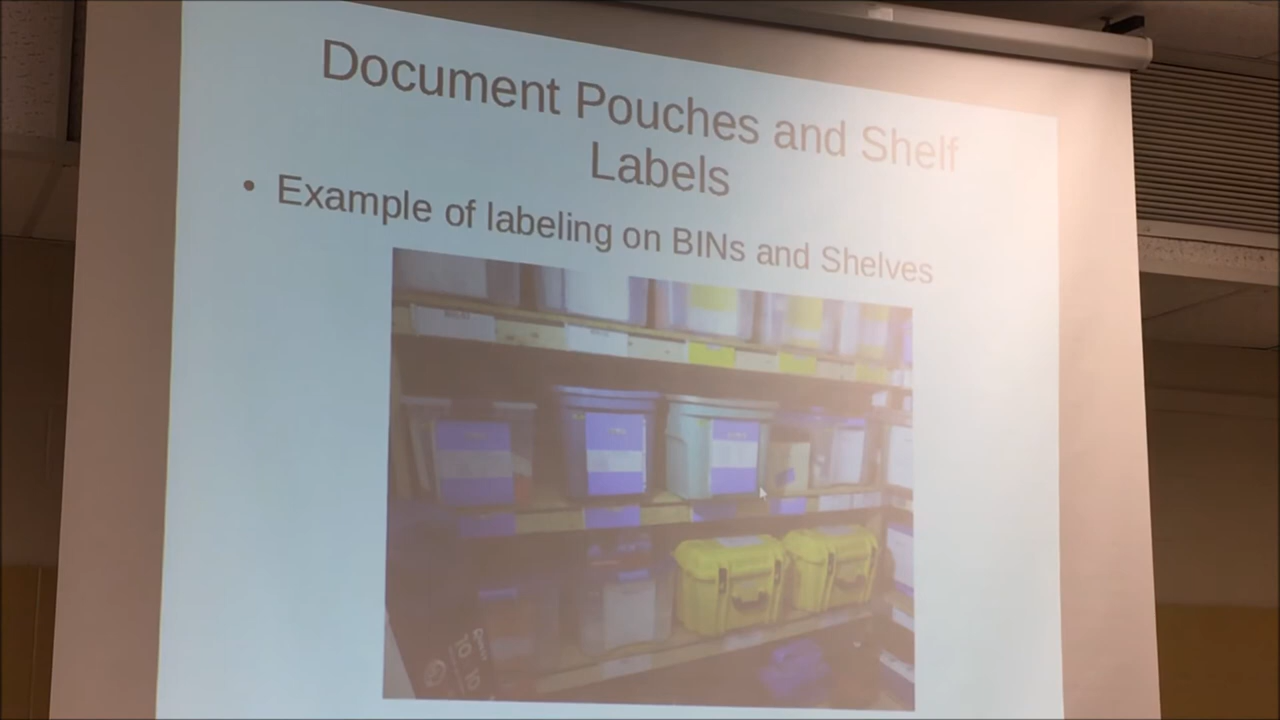 Document Pouches and Shelf
Labels
• Example of labeling on BINs and Shelves